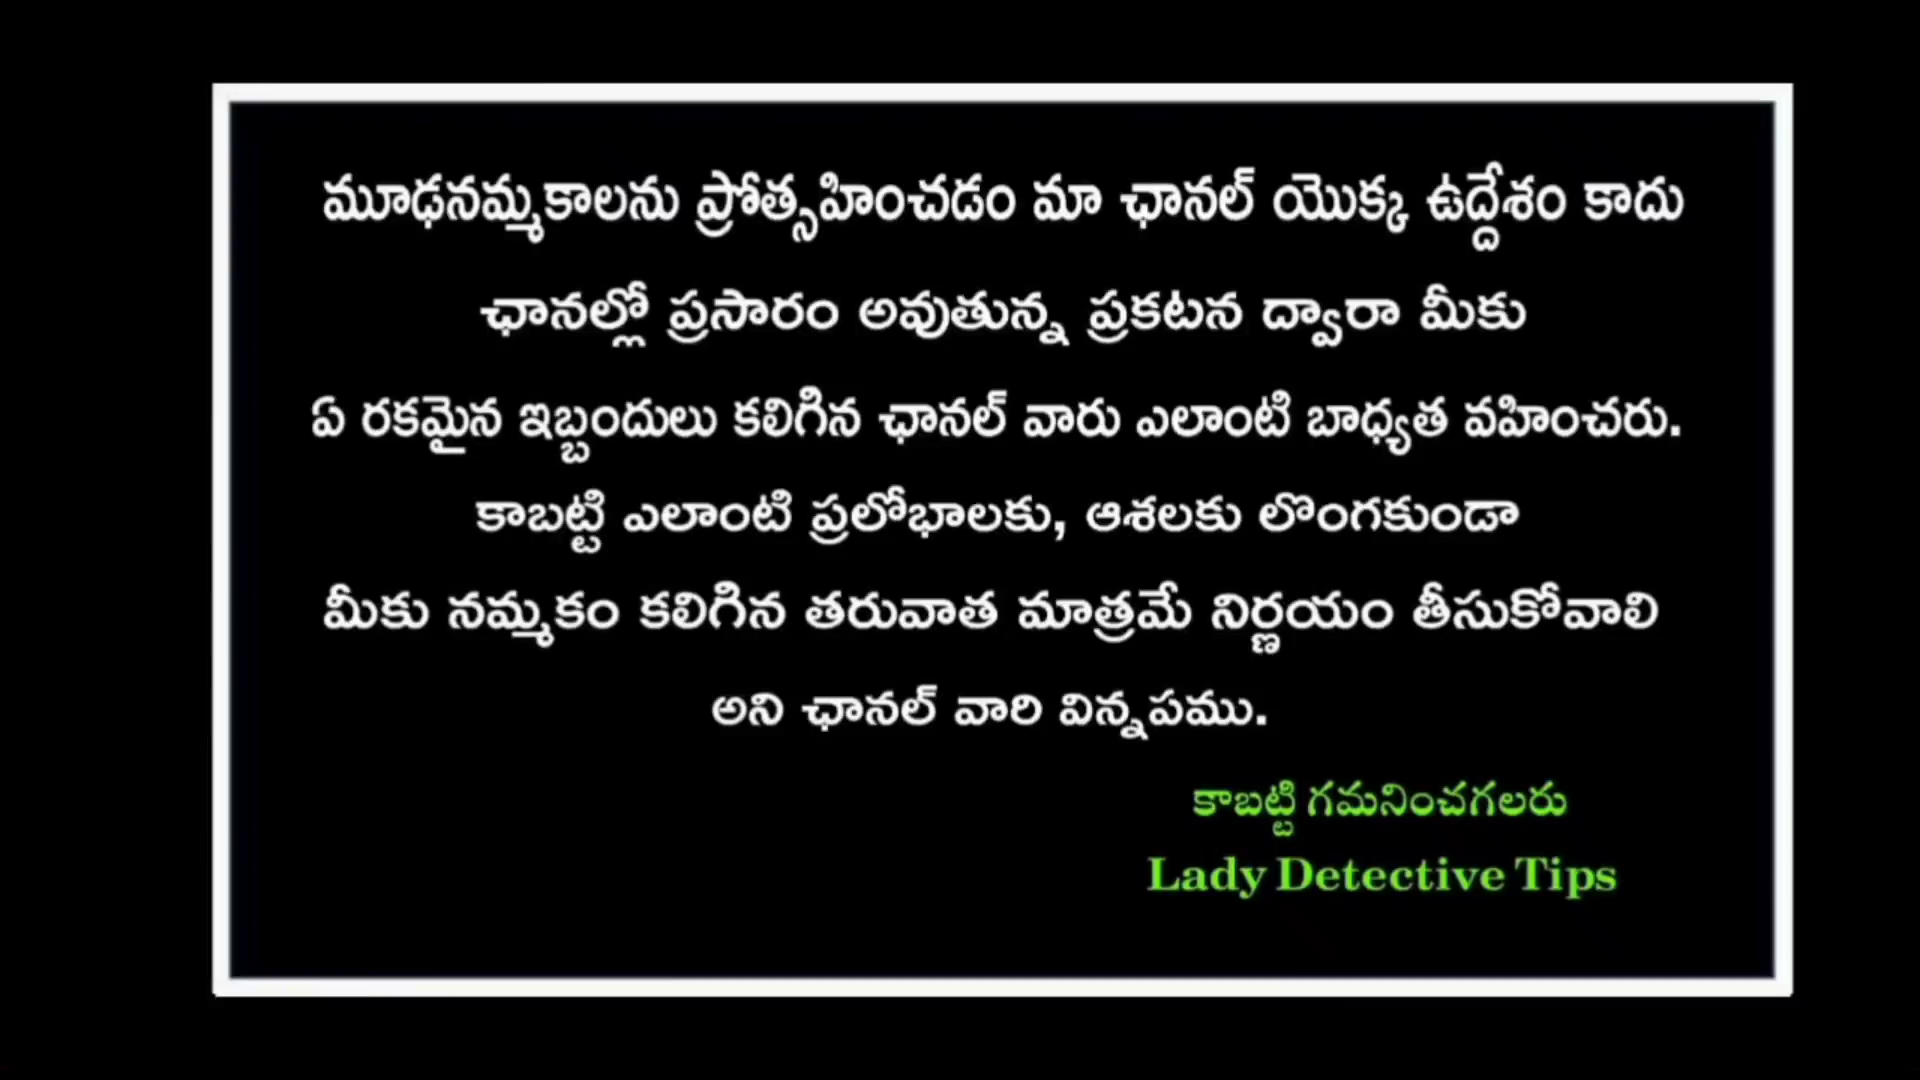 మూఢనమ్మకాలను ప్రోత్సహించడం మా ఛానల్ యొక్క ఉద్దేశం కాదు
ఛానల్లో ప్రసారం అవుతున్న ప్రకటన ద్వారా మీకు
ఏ రకమైన ఇబ్బందులు కలిగిన ఛానల్ వారు ఎలాంటి బాధ్యత వహించరు.
కాబట్టి ఎలాంటి ప్రలోభాలకు, ఆశలకు లొంగకుండా
మీకు నమ్మకం కలిగిన తరువాత మాత్రమే నిర్ణయం తీసుకోవాలి
అని ఛానల్ వారి విన్నపము.
కాబట్టి గమనించగలరు
Lady Detective Tips